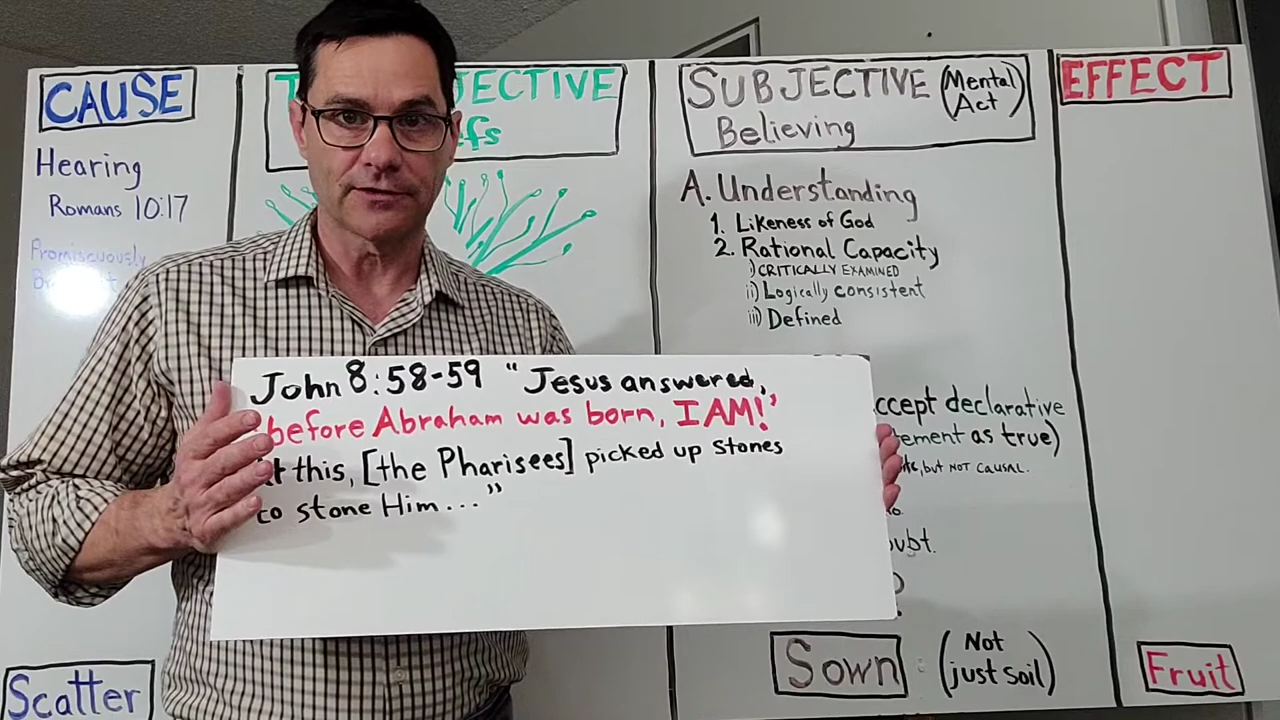 CAUSE
Hearing
Romans 10:17
Promiscuously
JECTIVE
efs
SUBJECTIVE (Mental Act)
Believing
A. Understanding
1. Likeness of God
2. Rational Capacity
i) CRITICALLY EXAMINED
ii) Logically consistent
iii) Defined
ccept declarative
tement as true)
, but NOT CAUSAL.
EFFECT
John 8:58-59 "Jesus answered,
'before Abraham was born, I AM!'
this, [the Pharisees] picked up stones
to stone Him..."
Scatter
Sown (Not just soil)
Fruit